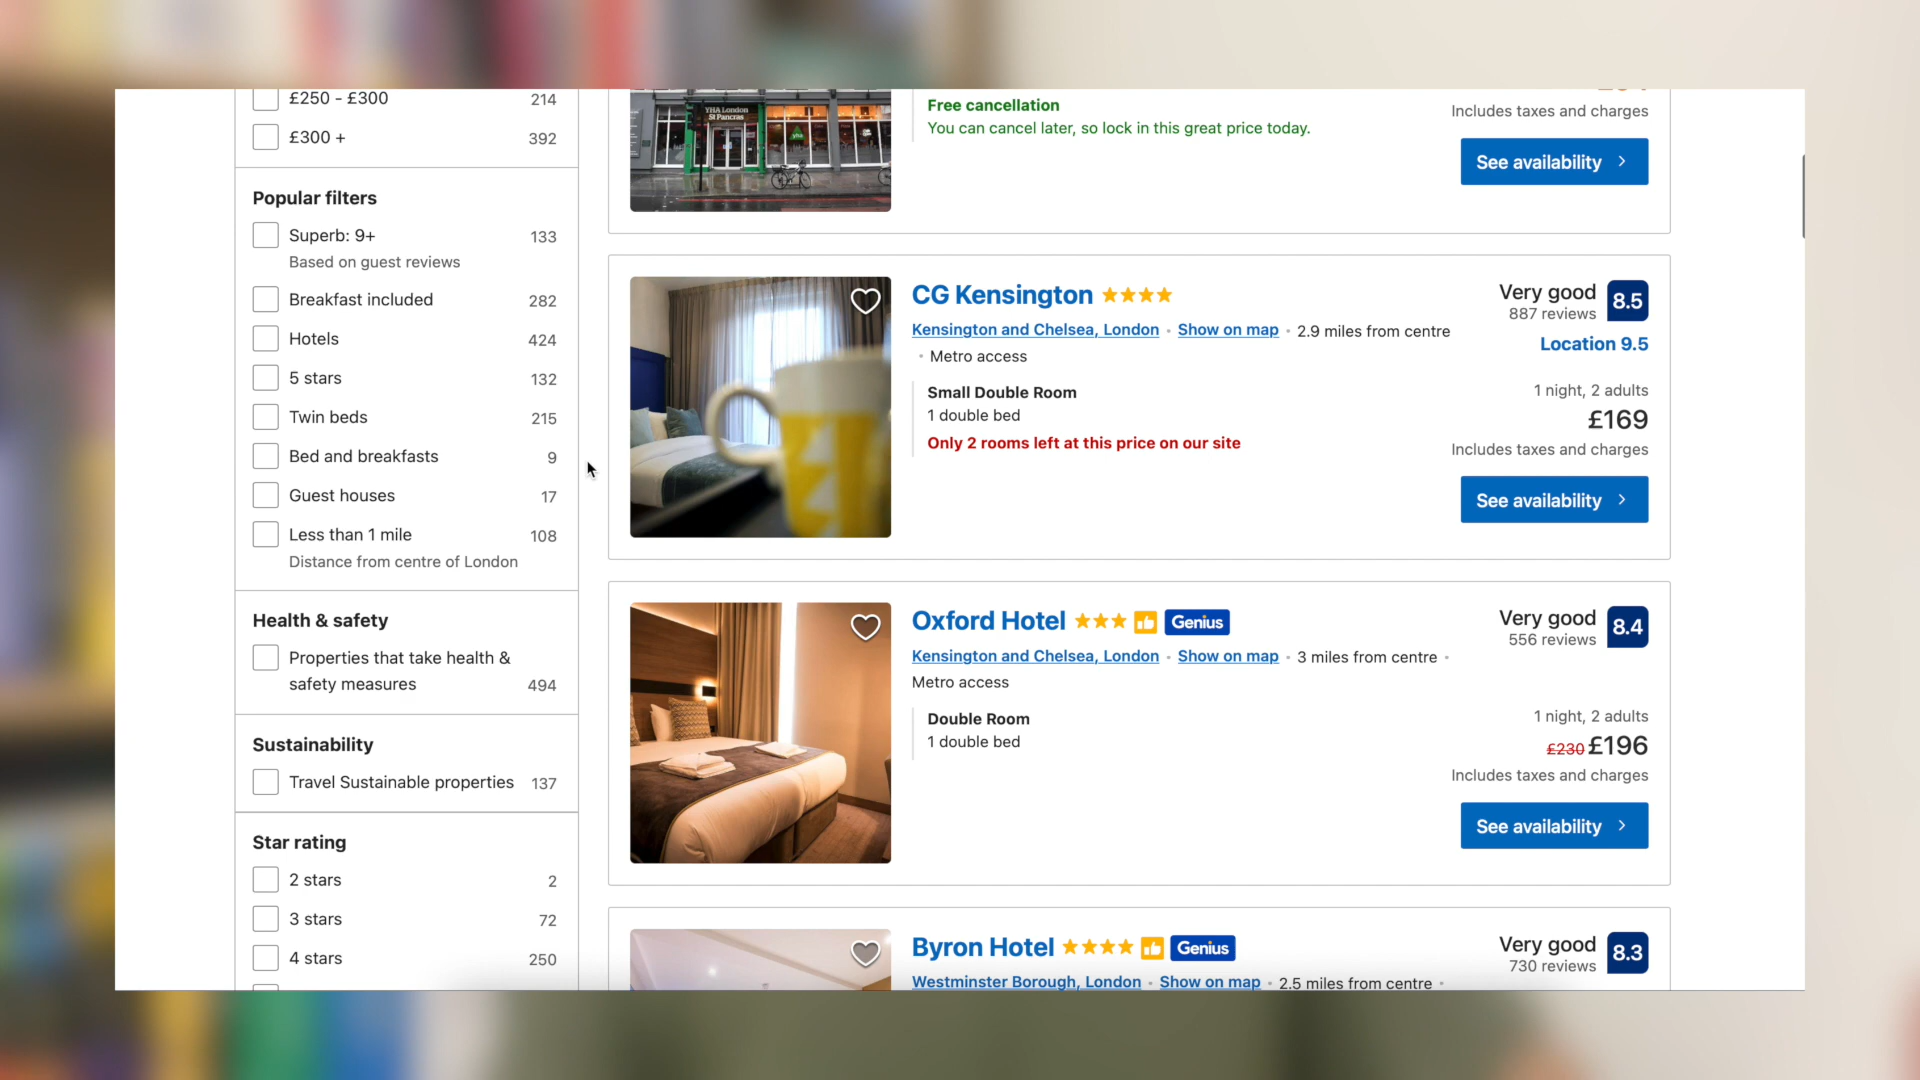 £250 - £300 214
£300 + 392
Popular filters
Superb: 9+ 133
Based on guest reviews
Breakfast included 282
Hotels 424
5 stars 132
Twin beds 215
Bed and breakfasts 9
Guest houses 17
Less than 1 mile 108
Distance from centre of London
Health & safety
Properties that take health &
safety measures 494
Sustainability
Travel Sustainable properties 137
Star rating
2 stars 2
3 stars 72
4 stars 250
YHA London
St Pancras
yha
Free cancellation
You can cancel later, so lock in this great price today.
Includes taxes and charges
See availability
CG Kensington
Very good 8.5
887 reviews
Kensington and Chelsea, London · Show on map · 2.9 miles from centre
· Metro access
Location 9.5
Small Double Room
1 double bed
Only 2 rooms left at this price on our site
1 night, 2 adults
£169
Includes taxes and charges
See availability
Oxford Hotel Genius
Very good 8.4
556 reviews
Kensington and Chelsea, London · Show on map · 3 miles from centre ·
Metro access
Double Room
1 double bed
1 night, 2 adults
£230 £196
Includes taxes and charges
See availability
Byron Hotel Genius
Very good 8.3
730 reviews
Westminster Borough, London · Show on map · 2.5 miles from centre ·